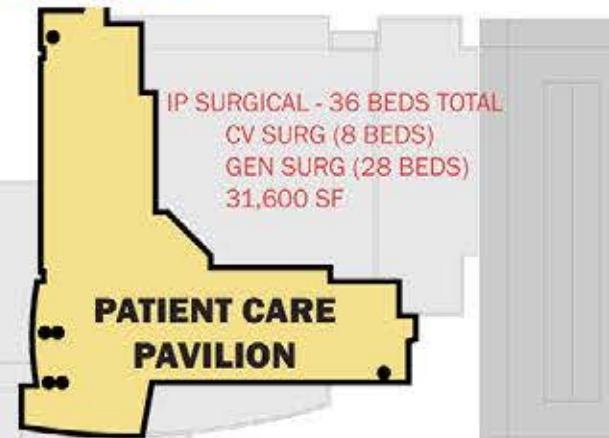 IP SURGICAL - 36 BEDS TOTAL
CV SURG (8 BEDS)
GEN SURG (28 BEDS)
31,600 SF
PATIENT CARE
PAVILION